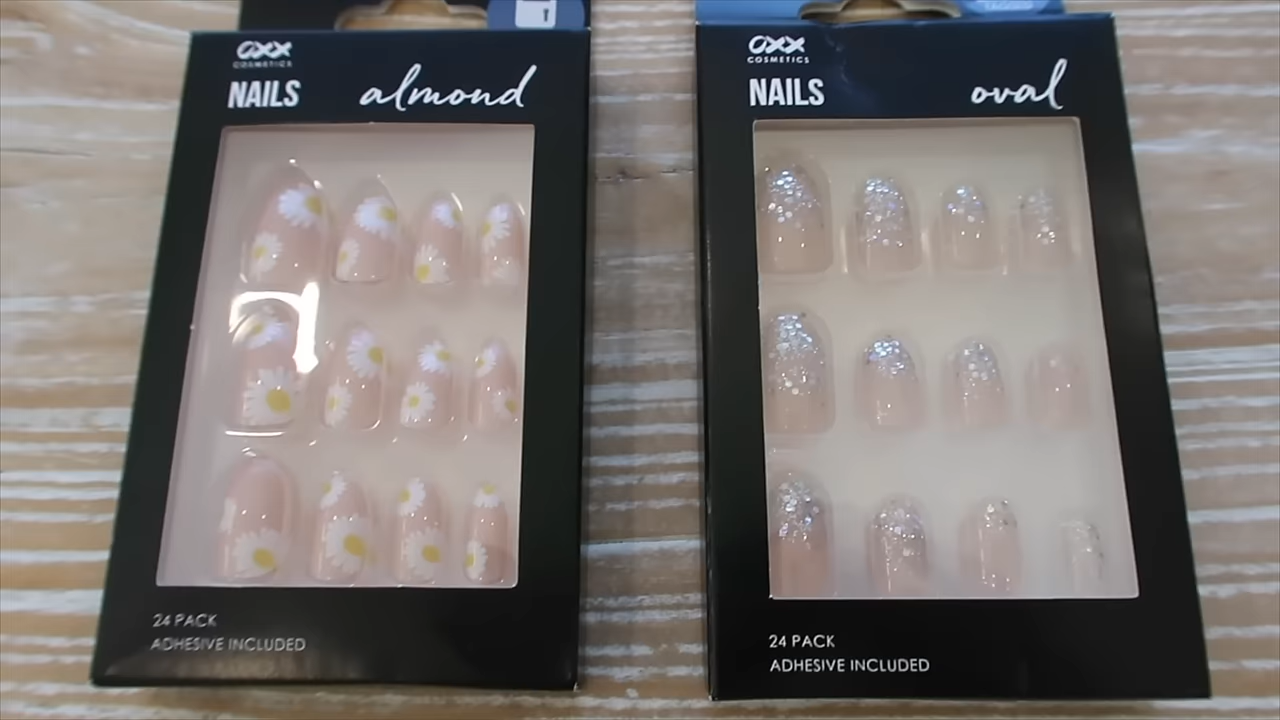 OXX
COSMETICS
NAILS almond
24 PACK
ADHESIVE INCLUDED
OXX
COSMETICS
NAILS oval
24 PACK
ADHESIVE INCLUDED